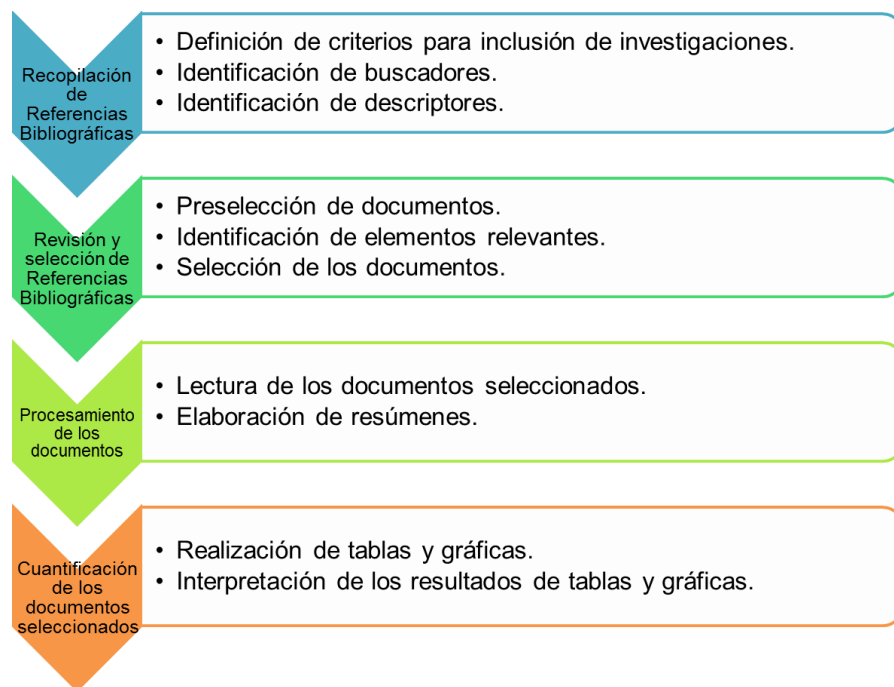 Recopilación
de
Referencias
Bibliográficas
• Definición de criterios para inclusión de investigaciones.
• Identificación de buscadores.
• Identificación de descriptores.
Revisión y
selección de
Referencias
Bibliográficas
• Preselección de documentos.
• Identificación de elementos relevantes.
• Selección de los documentos.
Procesamiento
de los
documentos
• Lectura de los documentos seleccionados.
• Elaboración de resúmenes.
Cuantificación
de los
documentos
seleccionados
• Realización de tablas y gráficas.
• Interpretación de los resultados de tablas y gráficas.